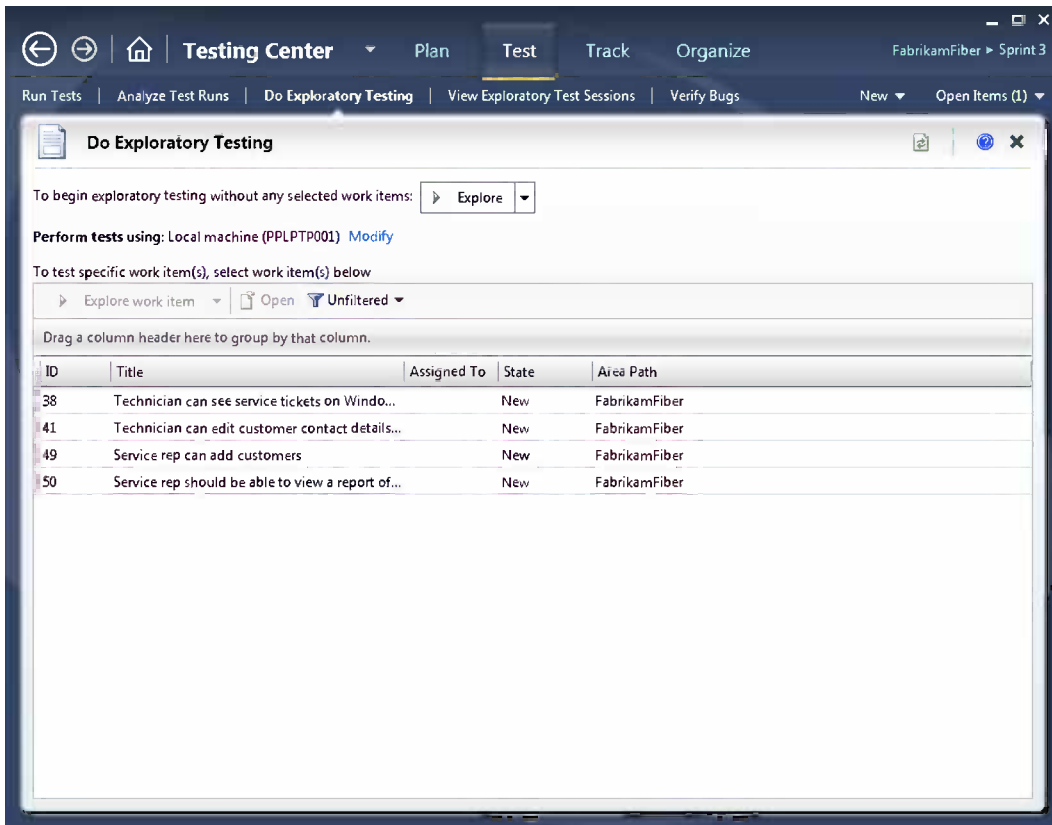 Testing Center Plan Test Track Organize FabrikamFiber ▸ Sprint 3
Run Tests | Analyze Test Runs | Do Exploratory Testing | View Exploratory Test Sessions | Verify Bugs New Open Items (1)
Do Exploratory Testing
To begin exploratory testing without any selected work items: Explore
Perform tests using: Local machine (PPLPTP001) Modify
To test specific work item(s), select work item(s) below
Explore work item Open Unfiltered
Drag a column header here to group by that column.
ID Title Assigned To State Area Path
38 Technician can see service tickets on Windo... New FabrikamFiber
41 Technician can edit customer contact details... New FabrikamFiber
49 Service rep can add customers New FabrikamFiber
50 Service rep should be able to view a report of... New FabrikamFiber